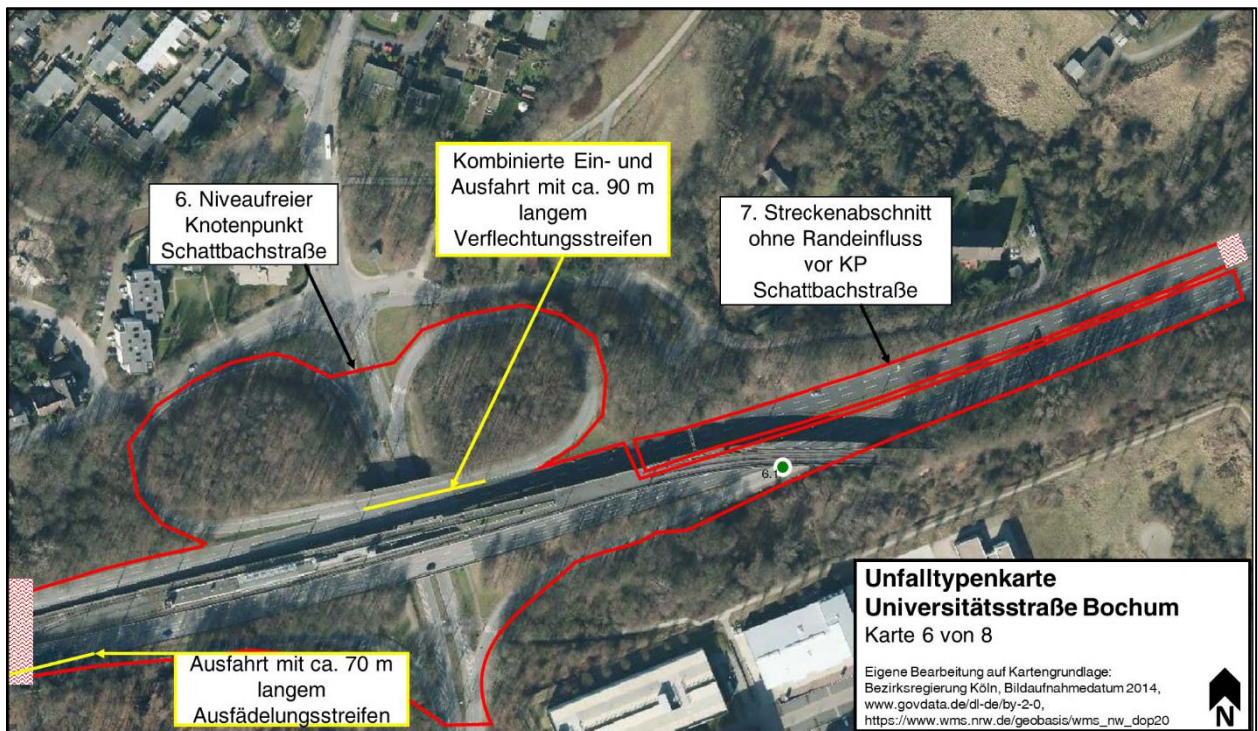 Kombinierte Ein- und
Ausfahrt mit ca. 90 m
langem
Verflechtungsstreifen
6. Niveaufreier
Knotenpunkt
Schattbachstraße
7. Streckenabschnitt
ohne Randeinfluss
vor KP
Schattbachstraße
6.1
Ausfahrt mit ca. 70 m
langem
Ausfädelungsstreifen
Unfalltypenkarte
Universitätsstraße Bochum
Karte 6 von 8
Eigene Bearbeitung auf Kartengrundlage:
Bezirksregierung Köln, Bildaufnahmedatum 2014,
www.govdata.de/dl-de/by-2-0,
https://www.wms.nrw.de/geobasis/wms_nw_dop20
N